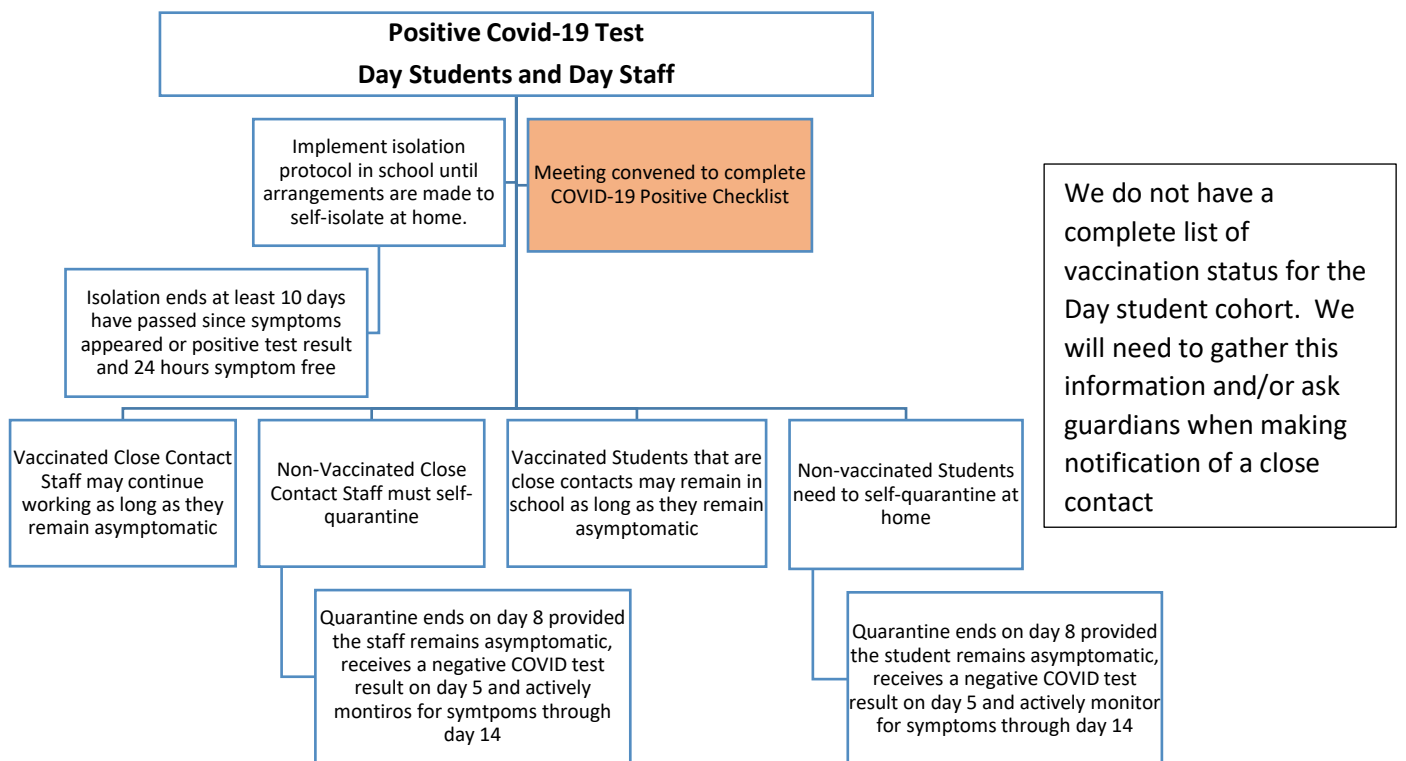 Positive Covid-19 Test
Day Students and Day Staff
Implement isolation
protocol in school until
arrangements are made to
self-isolate at home.
Meeting convened to complete
COVID-19 Positive Checklist
Isolation ends at least 10 days
have passed since symptoms
appeared or positive test result
and 24 hours symptom free
We do not have a
complete list of
vaccination status for the
Day student cohort.  We
will need to gather this
information and/or ask
guardians when making
notification of a close
contact
Vaccinated Close Contact
Staff may continue
working as long as they
remain asymptomatic
Non-Vaccinated Close
Contact Staff must self-
quarantine
Vaccinated Students that are
close contacts may remain in
school as long as they remain
asymptomatic
Non-vaccinated Students
need to self-quarantine at
home
Quarantine ends on day 8 provided
the staff remains asymptomatic,
receives a negative COVID test
result on day 5 and actively
montiros for symtpoms through
day 14
Quarantine ends on day 8 provided
the student remains asymptomatic,
receives a negative COVID test
result on day 5 and actively monitor
for symptoms through day 14